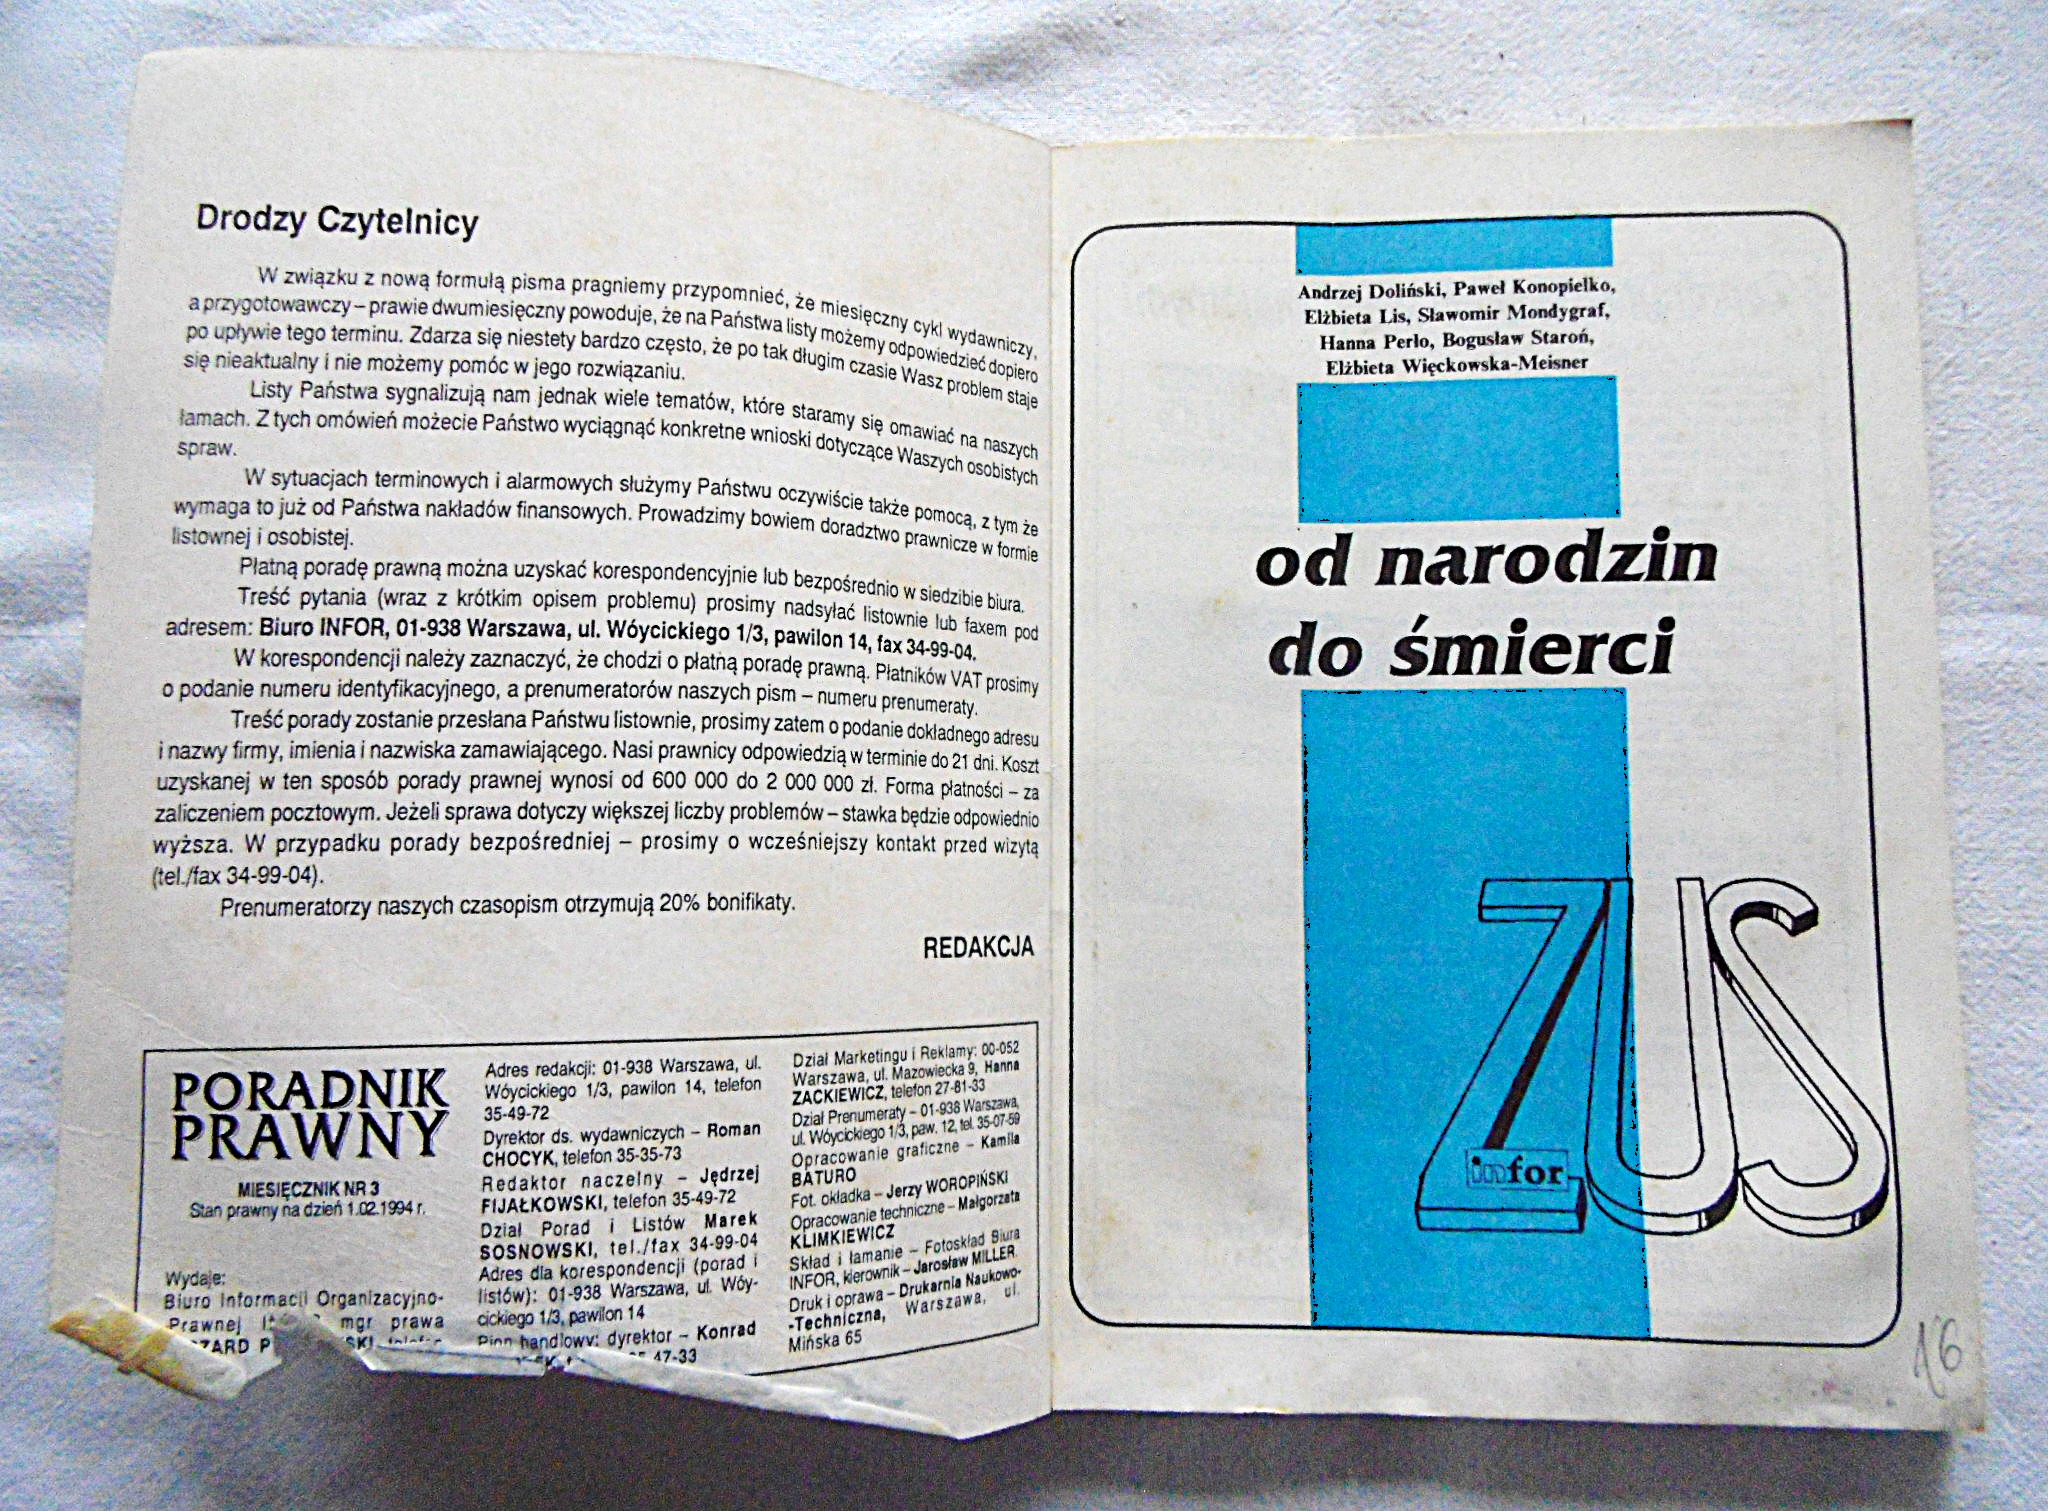 Drodzy Czytelnicy
W związku z nową formułą pisma pragniemy przypomnieć, że miesięczny cykl wydawniczy,
a przygotowawczy – prawie dwumiesięczny powoduje, że na Państwa listy możemy odpowiedzieć dopiero
po upływie tego terminu. Zdarza się niestety bardzo często, że po tak długim czasie Wasz problem staje
się nieaktualny i nie możemy pomóc w jego rozwiązaniu.
Listy Państwa sygnalizują nam jednak wiele tematów, które staramy się omawiać na naszych
łamach. Z tych omówień możecie Państwo wyciągnąć konkretne wnioski dotyczące Waszych osobistych
spraw.
W sytuacjach terminowych i alarmowych służymy Państwu oczywiście także pomocą, z tym że
wymaga to już od Państwa nakładów finansowych. Prowadzimy bowiem doradztwo prawnicze w formie
listownej i osobistej.
Płatną poradę prawną można uzyskać korespondencyjnie lub bezpośrednio w siedzibie biura.
Treść pytania (wraz z krótkim opisem problemu) prosimy nadsyłać listownie lub faxem pod
adresem: Biuro INFOR, 01-938 Warszawa, ul. Wóycickiego 1/3, pawilon 14, fax 34-99-04.
W korespondencji należy zaznaczyć, że chodzi o płatną poradę prawną. Płatników VAT prosimy
o podanie numeru identyfikacyjnego, a prenumeratorów naszych pism – numeru prenumeraty.
Treść porady zostanie przesłana Państwu listownie, prosimy zatem o podanie dokładnego adresu
i nazwy firmy, imienia i nazwiska zamawiającego. Nasi prawnicy odpowiedzią w terminie do 21 dni. Koszt
uzyskanej w ten sposób porady prawnej wynosi od 600 000 do 2 000 000 zł. Forma płatności – za
zaliczeniem pocztowym. Jeżeli sprawa dotyczy większej liczby problemów – stawka będzie odpowiednio
wyższa. W przypadku porady bezpośredniej – prosimy o wcześniejszy kontakt przed wizytą
(tel./fax 34-99-04).
Prenumeratorzy naszych czasopism otrzymują 20% bonifikaty.
REDAKCJA
PORADNIK
PRAWNY
MIESIĘCZNIK NR 3
Stan prawny na dzień 1.02.1994 r.
Wydaje:
Biuro Informacji Organizacyjno-
-Prawnej mgr prawa
Adres redakcji: 01-938 Warszawa, ul.
Wóycickiego 1/3, pawilon 14, telefon
35-49-72
Dyrektor ds. wydawniczych – Roman
CHOCYK, telefon 35-35-73
Redaktor naczelny – Jędrzej
FIJAŁKOWSKI, telefon 35-49-72
Dział Porad i Listów Marek
SOSNOWSKI, tel./fax 34-99-04
Adres dla korespondencji (porad i
listów): 01-938 Warszawa, ul. Wóy-
cickiego 1/3, pawilon 14
Pion handlowy: dyrektor – Konrad
47-33
Dział Marketingu i Reklamy: 00-052
Warszawa, ul. Mazowiecka 9, Hanna
ZACKIEWICZ, telefon 27-81-33
Dział Prenumeraty – 01-938 Warszawa,
ul. Wóycickiego 1/3, paw. 12, tel. 35-07-59
Opracowanie graficzne – Kamila
BATURO
Fot. okładka – Jerzy WOROPIŃSKI
Opracowanie techniczne – Małgorzata
KLIMKIEWICZ
Skład i łamanie – Fotoskład Biura
INFOR, kierownik – Jarosław MILLER
Druk i oprawa – Drukarnia Naukowo-
-Techniczna, Warszawa, ul.
Mińska 65
Andrzej Doliński, Paweł Konopielko,
Elżbieta Lis, Sławomir Mondygraf,
Hanna Perlo, Bogusław Staroń,
Elżbieta Więckowska-Meisner
od narodzin
do śmierci
ZUS
infor
16